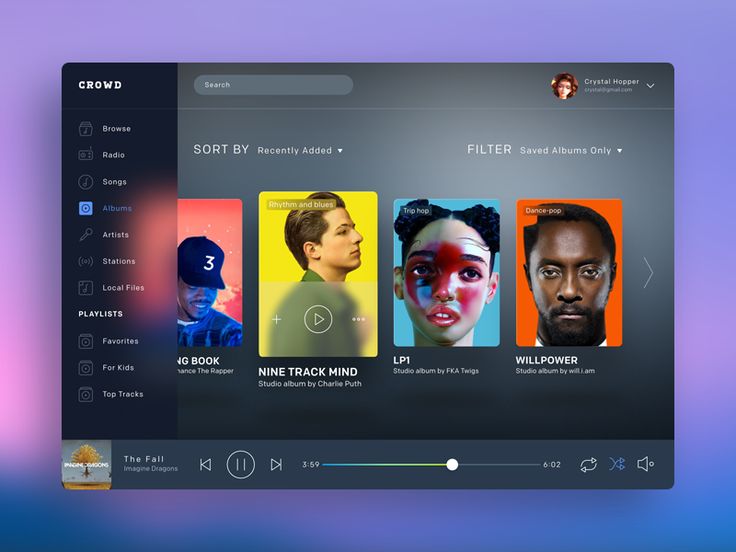 CROWD
Search
Crystal Hopper
crystal@gmail.com
Browse
Radio
Songs
Albums
Artists
Stations
Local Files
PLAYLISTS
Favorites
For Kids
Top Tracks
SORT BY Recently Added
FILTER Saved Albums Only
3
NG BOOK
hance The Rapper
Rhythm and blues
NINE TRACK MIND
Studio album by Charlie Puth
Trip hop
LP1
Studio album by FKA Twigs
Dance-pop
WILLPOWER
Studio album by will.i.am
IMAGINE DRAGONS
The Fall
Imagine Dragons
3:59
6:02